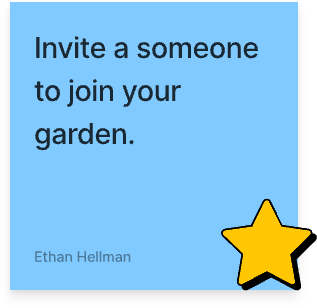 Invite a someone
to join your
garden.
Ethan Hellman